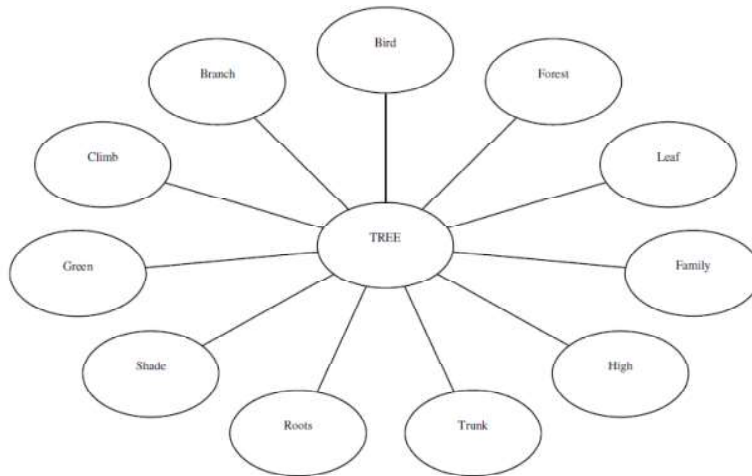 Bird
Branch
Forest
Climb
Leaf
TREE
Green
Family
Shade
High
Roots
Trunk